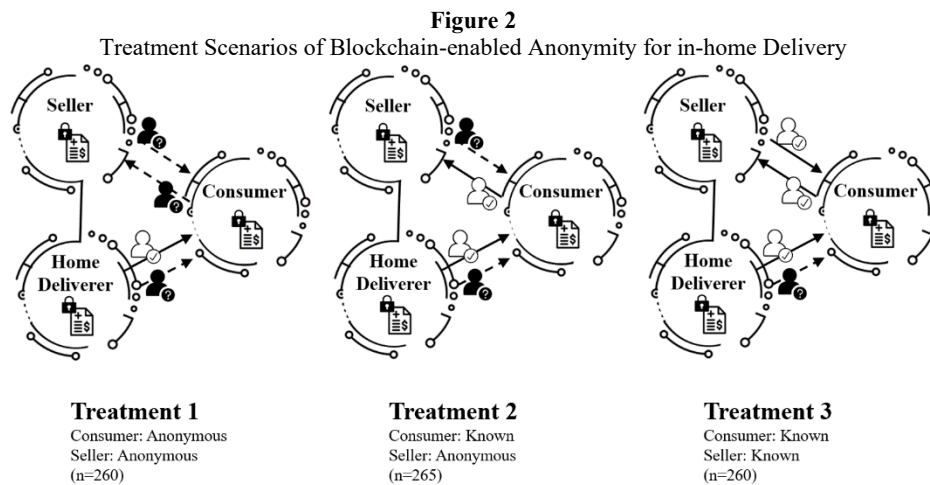 Figure 2
Treatment Scenarios of Blockchain-enabled Anonymity for in-home Delivery
Seller
Consumer
Home
Deliverer
Seller
Consumer
Home
Deliverer
Seller
Consumer
Home
Deliverer
Treatment 1
Consumer: Anonymous
Seller: Anonymous
(n=260)
Treatment 2
Consumer: Known
Seller: Anonymous
(n=265)
Treatment 3
Consumer: Known
Seller: Known
(n=260)